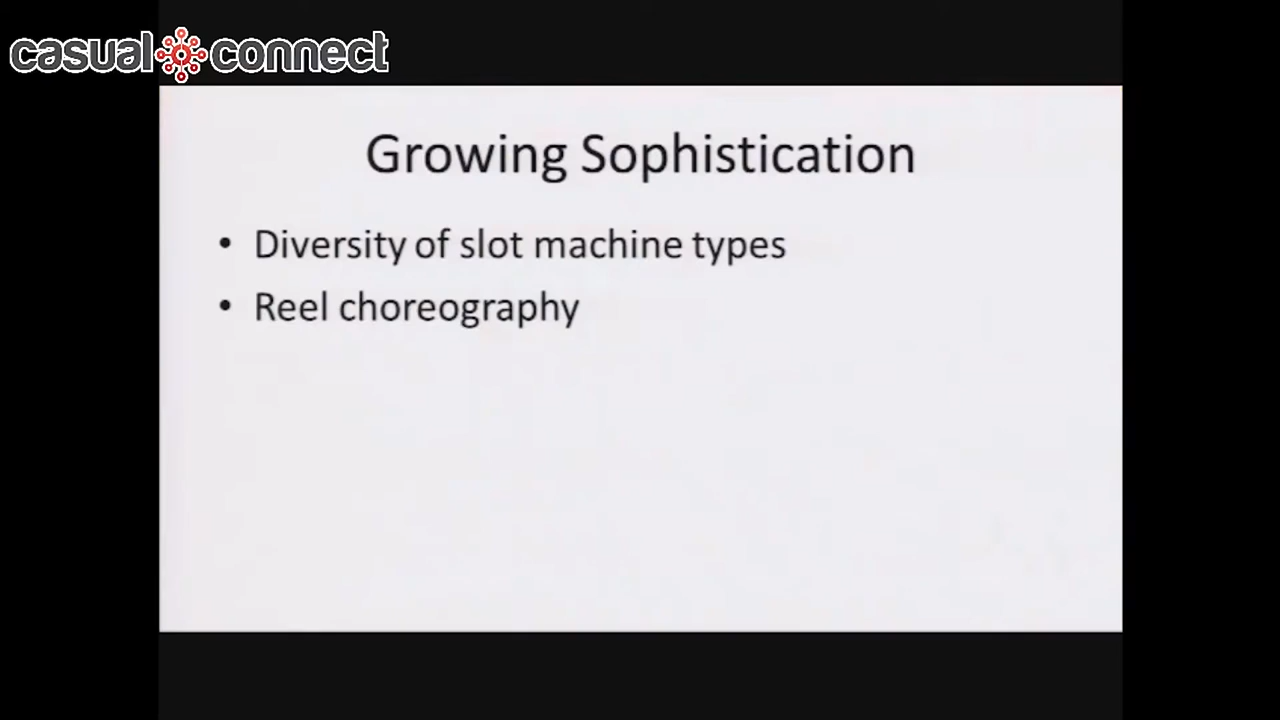 casual connect
Growing Sophistication
• Diversity of slot machine types
• Reel choreography